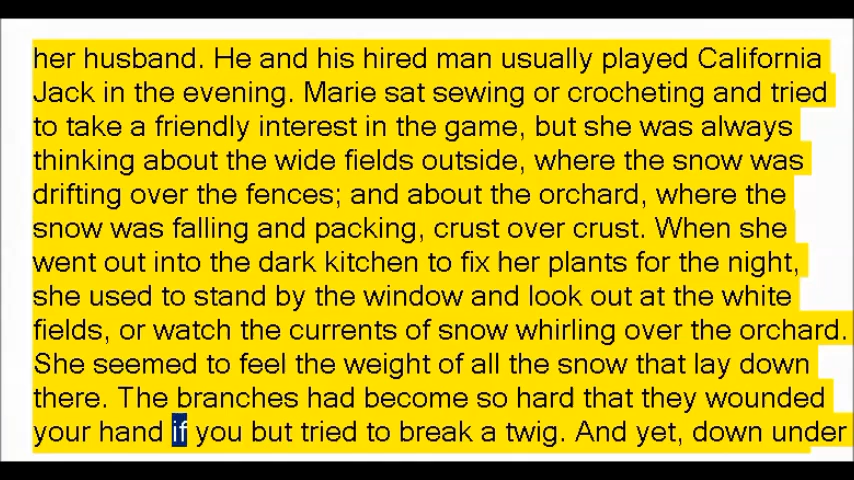 her husband. He and his hired man usually played California
Jack in the evening. Marie sat sewing or crocheting and tried
to take a friendly interest in the game, but she was always
thinking about the wide fields outside, where the snow was
drifting over the fences; and about the orchard, where the
snow was falling and packing, crust over crust. When she
went out into the dark kitchen to fix her plants for the night,
she used to stand by the window and look out at the white
fields, or watch the currents of snow whirling over the orchard.
She seemed to feel the weight of all the snow that lay down
there. The branches had become so hard that they wounded
your hand if you but tried to break a twig. And yet, down under